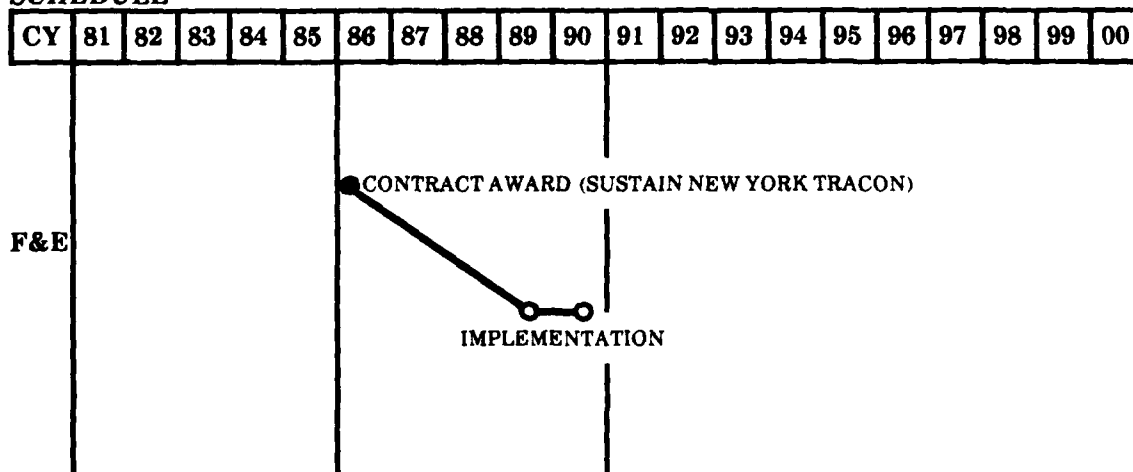 SCHEDULE
CY 81 82 83 84 85 86 87 88 89 90 91 92 93 94 95 96 97 98 99 00
CONTRACT AWARD (SUSTAIN NEW YORK TRACON)
F&E
IMPLEMENTATION